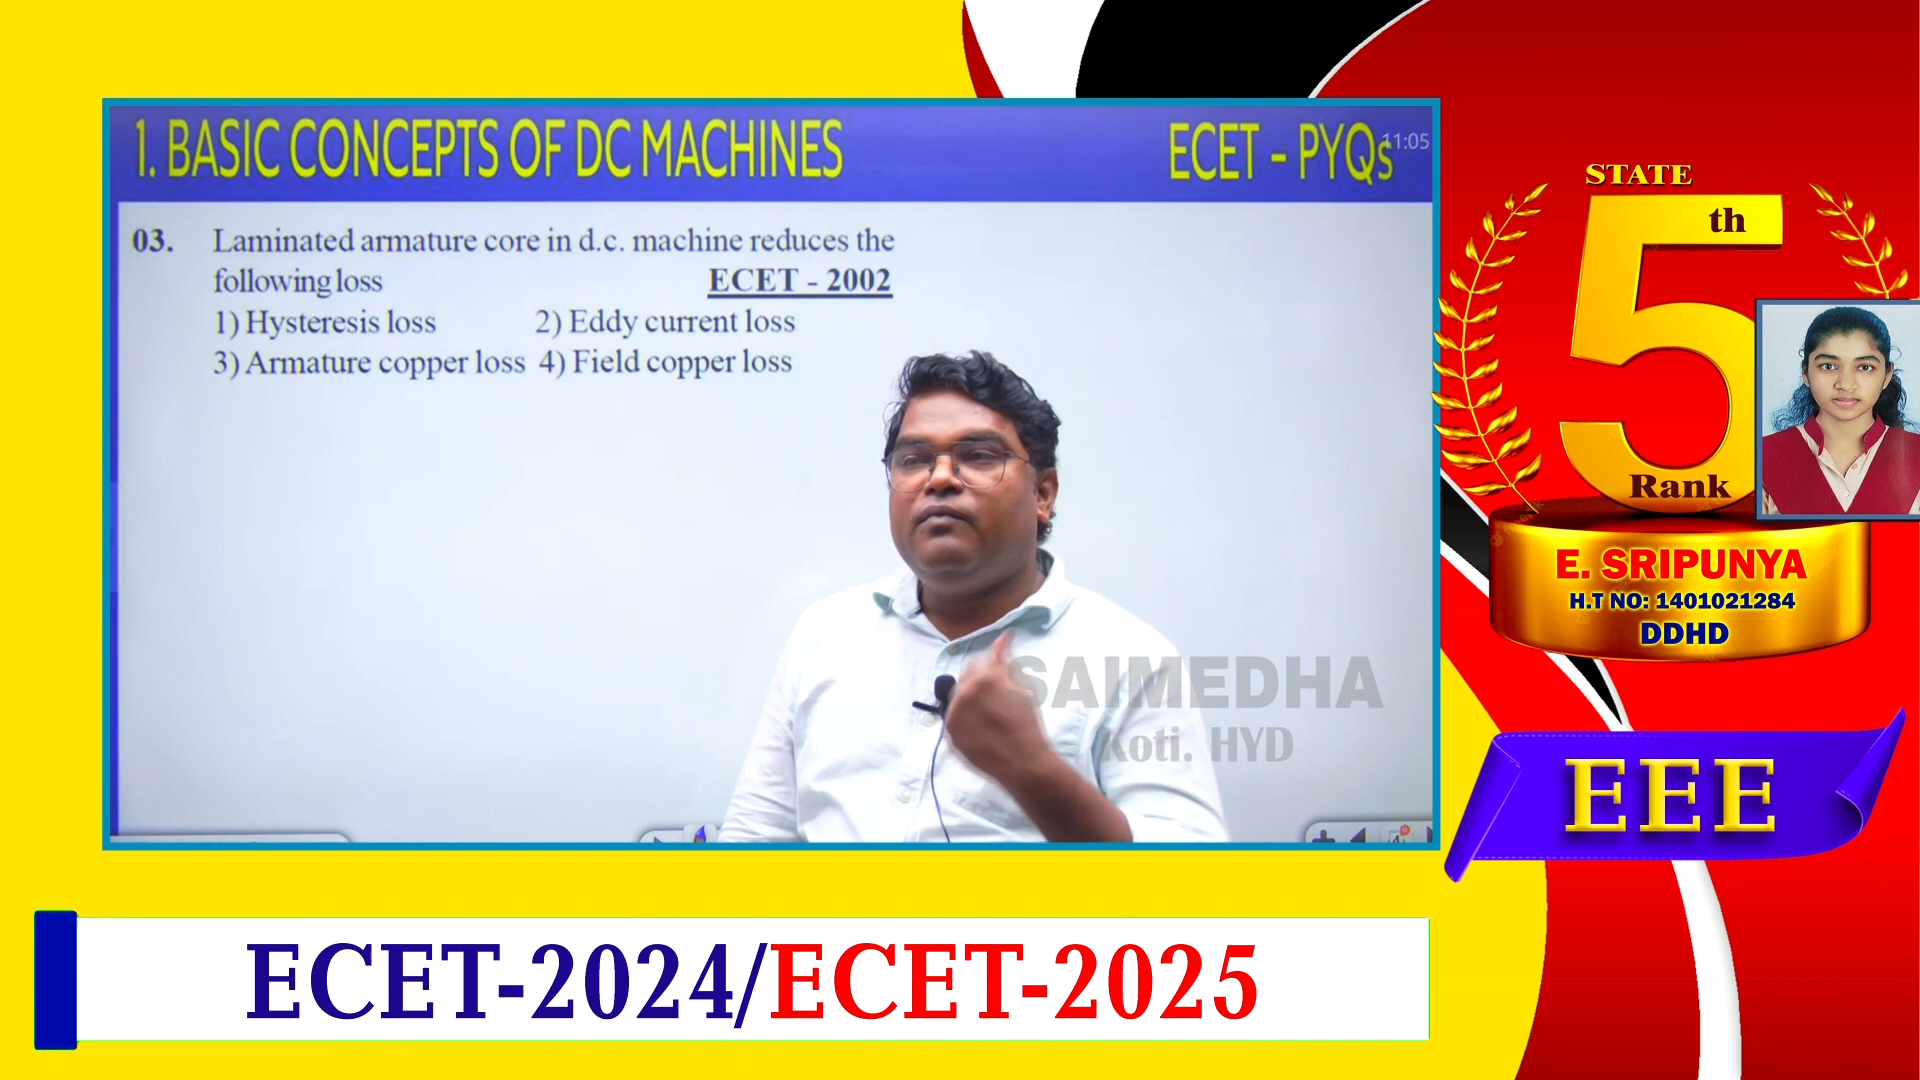 1. BASIC CONCEPTS OF DC MACHINES
ECET – PYQs
11:05
03. Laminated armature core in d.c. machine reduces the
following loss ECET - 2002
1) Hysteresis loss 2) Eddy current loss
3) Armature copper loss 4) Field copper loss
SAIMEDHA
Koti. HYD
STATE
5th
Rank
E. SRIPUNYA
H.T NO: 1401021284
DDHD
EEE
ECET-2024/ECET-2025